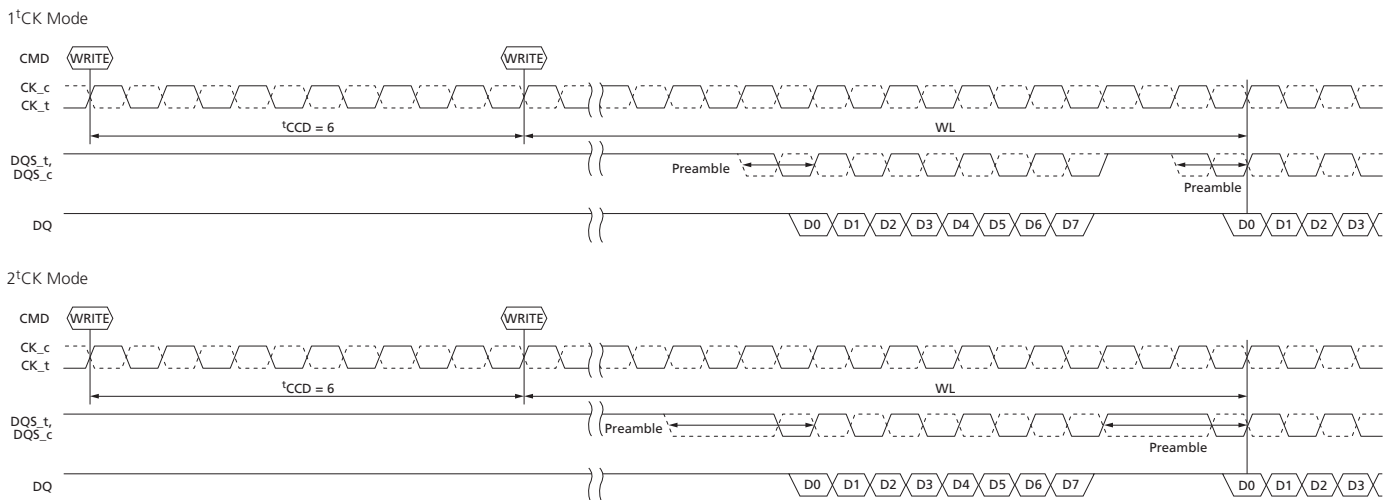 1tCK Mode
CMD WRITE WRITE
CK_c
CK_t
tCCD = 6 WL
DQS_t,
DQS_c
Preamble Preamble
DQ D0 D1 D2 D3 D4 D5 D6 D7 D0 D1 D2 D3
2tCK Mode
CMD WRITE WRITE
CK_c
CK_t
tCCD = 6 WL
DQS_t,
DQS_c
Preamble Preamble
DQ D0 D1 D2 D3 D4 D5 D6 D7 D0 D1 D2 D3